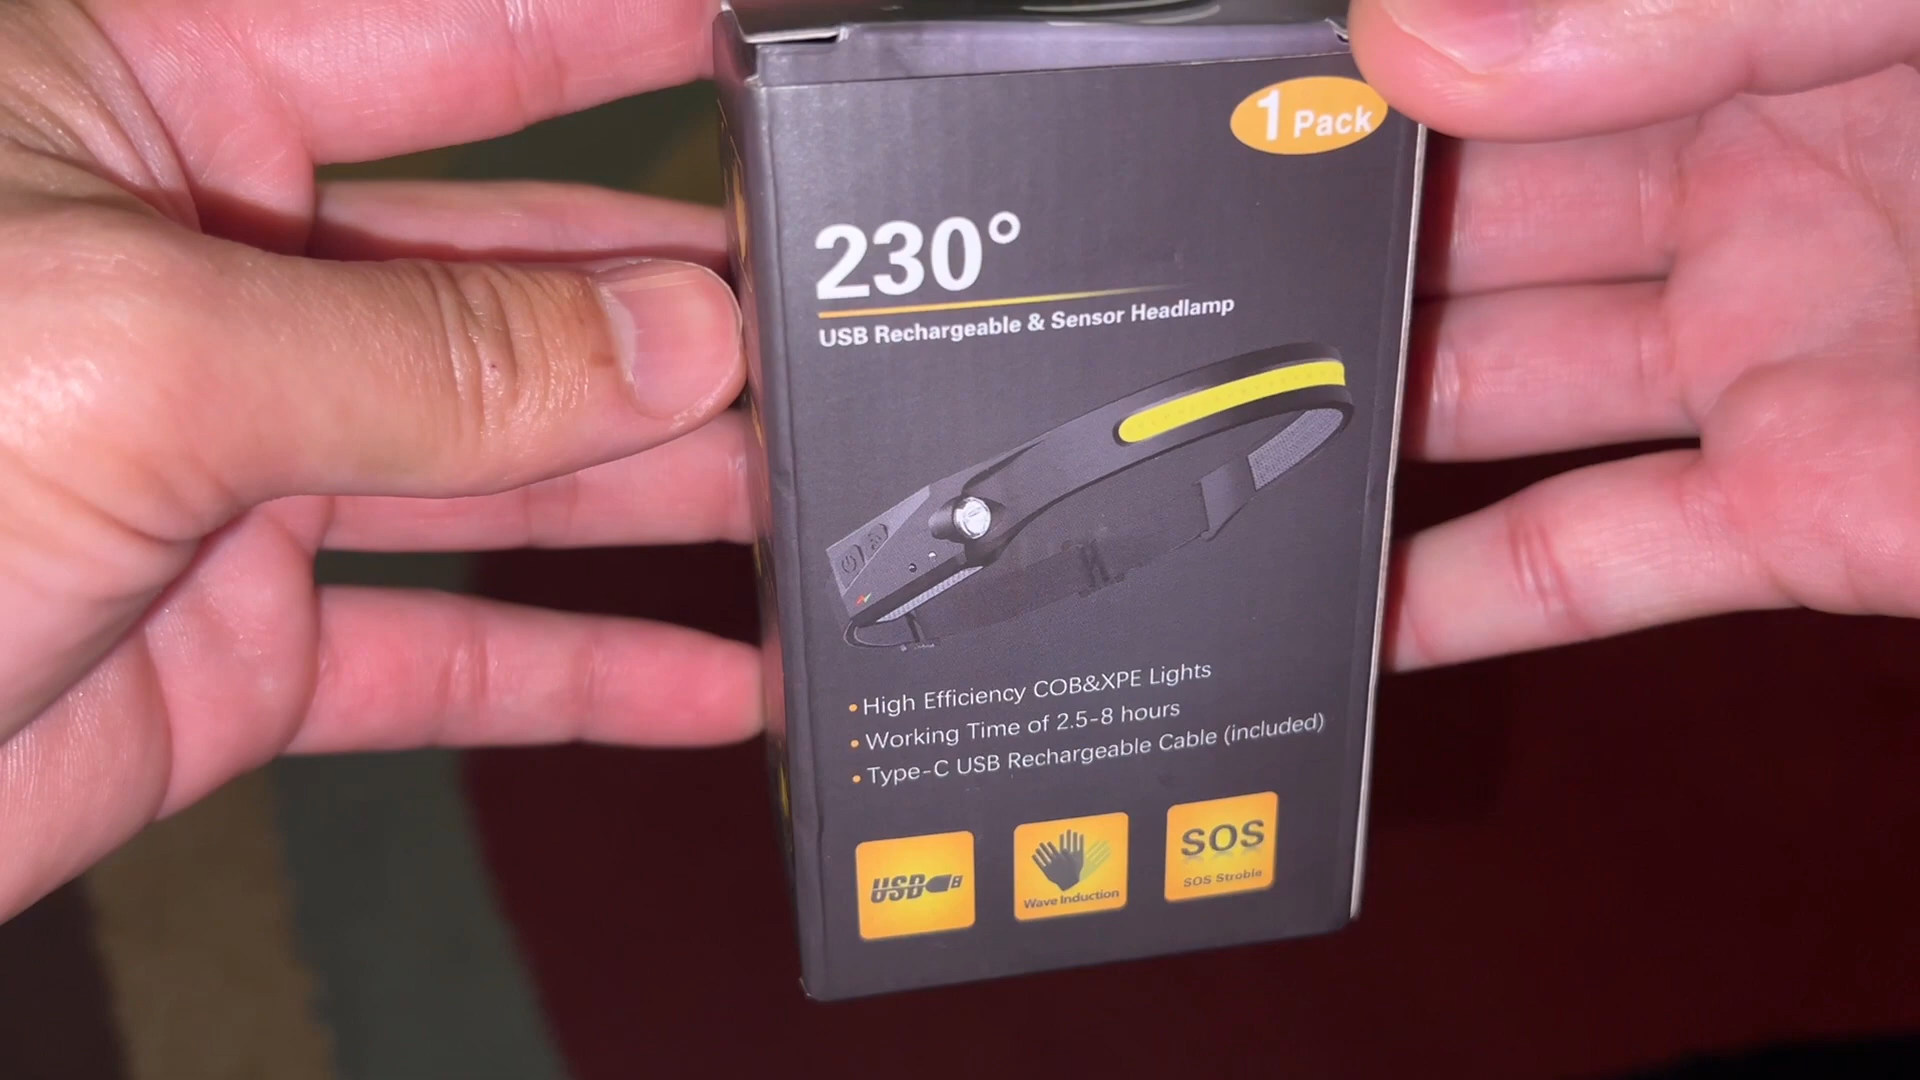 1 Pack
230°
USB Rechargeable & Sensor Headlamp
• High Efficiency COB&XPE Lights
• Working Time of 2.5-8 hours
• Type-C USB Rechargeable Cable (included)
USB
Wave Induction
SOS
SOS Stroble